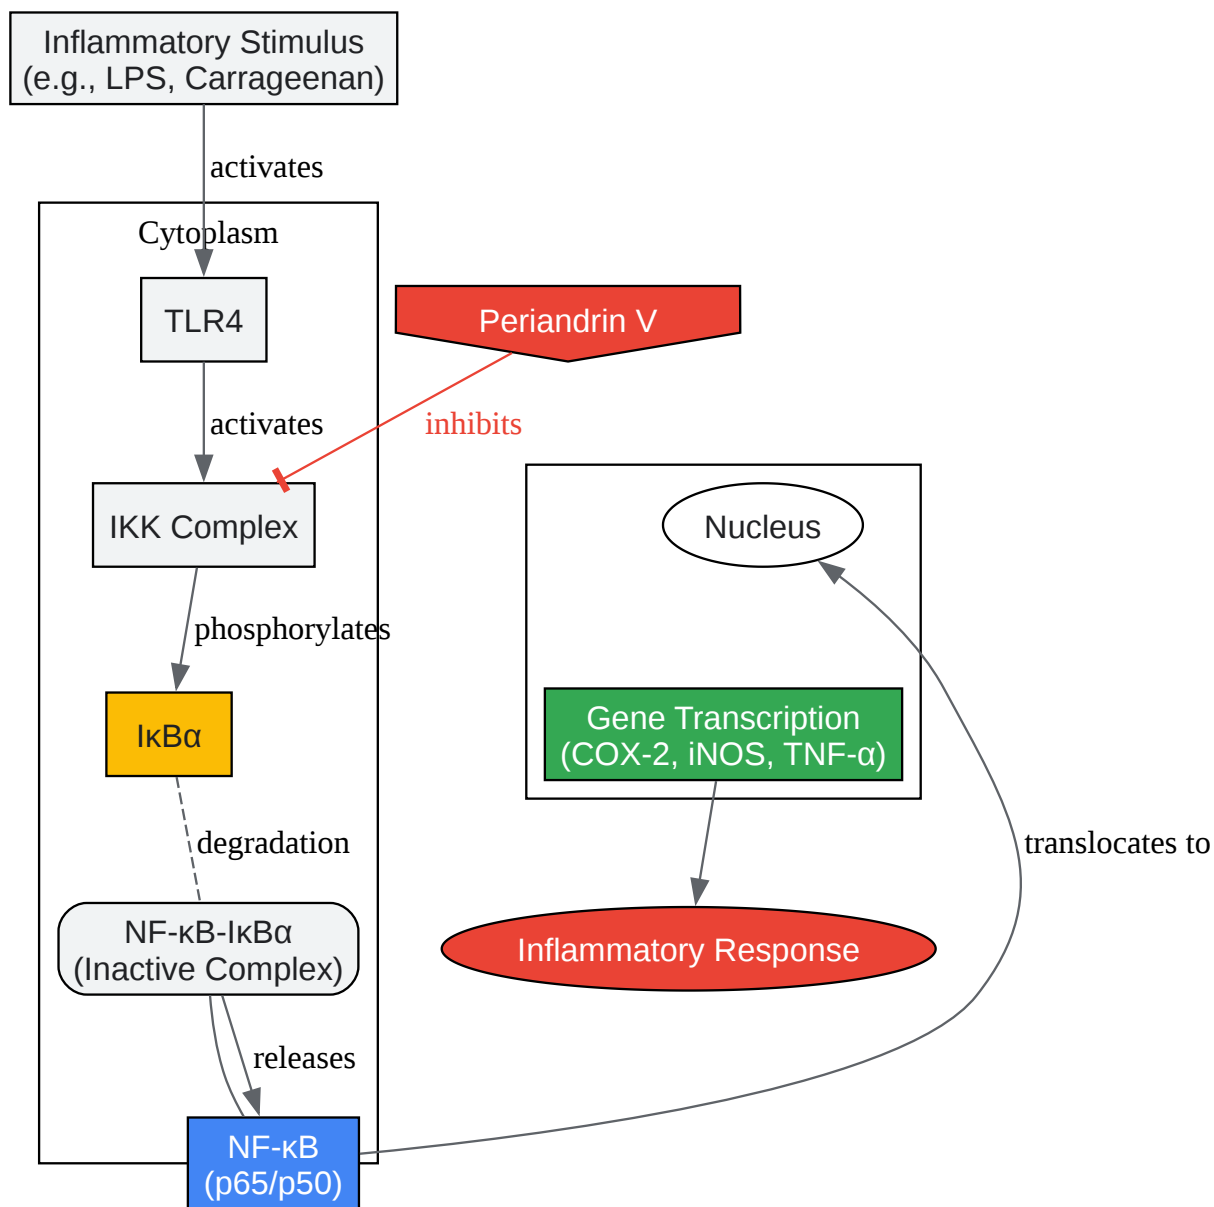 Inflammatory Stimulus
(e.g., LPS, Carrageenan)
activates
Cytoplasm
TLR4
Periandrin V
activates
inhibits
IKK Complex
Nucleus
phosphorylates
IκBα
Gene Transcription
(COX-2, iNOS, TNF-α)
degradation
translocates to
NF-κB-IκBα
(Inactive Complex)
Inflammatory Response
releases
NF-κB
(p65/p50)